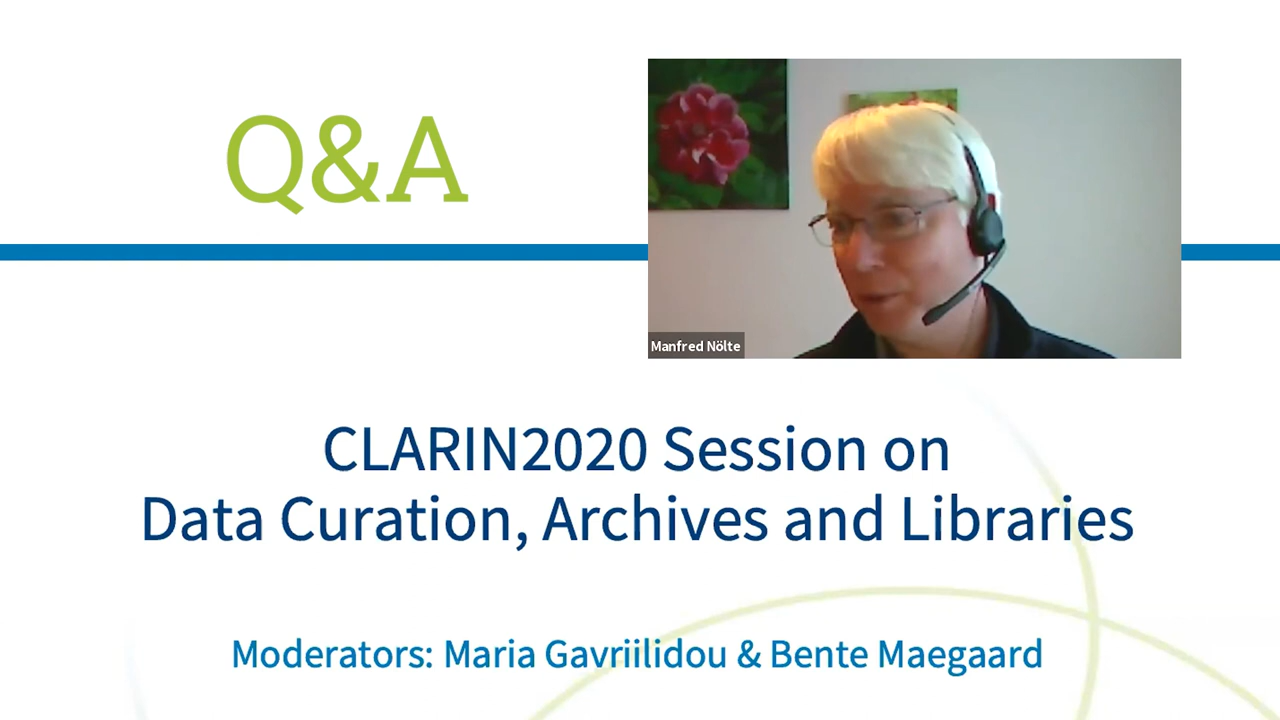 Q&A
Manfred Nölte
CLARIN2020 Session on
Data Curation, Archives and Libraries
Moderators: Maria Gavriilidou & Bente Maegaard